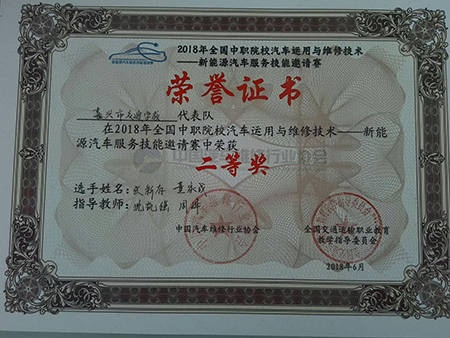 2018年全国中职院校汽车运用与维修技术
——新能源汽车服务技能邀请赛
荣誉证书
嘉兴市交通学校 代表队
在2018年全国中职院校汽车运用与维修技术——新能
源汽车服务技能邀请赛中荣获
二等奖
选手姓名:
指导教师: 沈乾强 周峰
中国汽车维修行业协会
全国交通运输职业教育
教学指导委员会
2018年6月